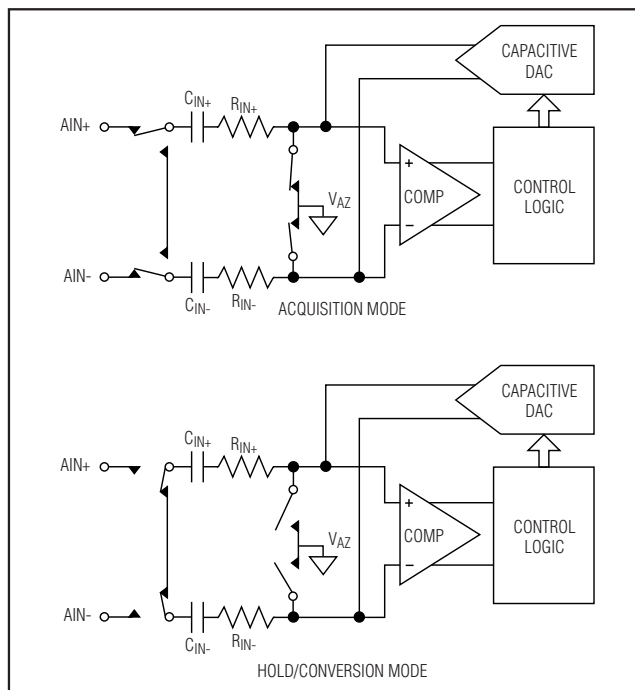 CAPACITIVE
DAC
CIN+
RIN+
AIN+
VAZ
+
COMP
−
CONTROL
LOGIC
AIN-
CIN-
RIN-
ACQUISITION MODE
CAPACITIVE
DAC
CIN+
RIN+
AIN+
VAZ
+
COMP
−
CONTROL
LOGIC
AIN-
CIN-
RIN-
HOLD/CONVERSION MODE